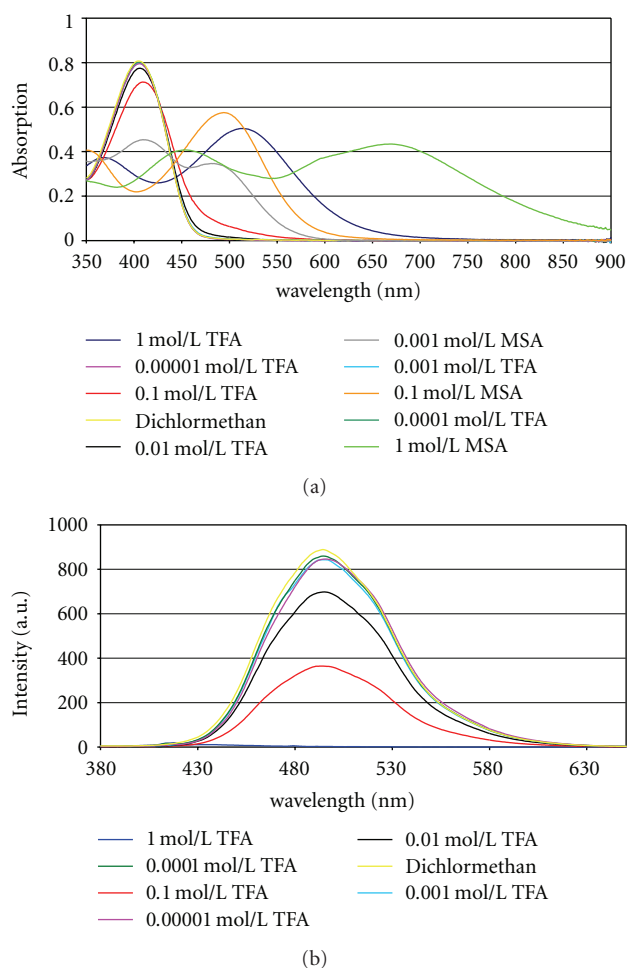 1
0.8
0.6
0.4
0.2
0
Absorption
350 400 450 500 550 600 650 700 750 800 850 900
wavelength (nm)
1 mol/L TFA
0.00001 mol/L TFA
0.1 mol/L TFA
Dichlormethan
0.01 mol/L TFA
0.001 mol/L MSA
0.001 mol/L TFA
0.1 mol/L MSA
0.0001 mol/L TFA
1 mol/L MSA
(a)
1000
800
600
400
200
0
Intensity (a.u.)
380 430 480 530 580 630
wavelength (nm)
1 mol/L TFA
0.0001 mol/L TFA
0.1 mol/L TFA
0.00001 mol/L TFA
0.01 mol/L TFA
Dichlormethan
0.001 mol/L TFA
(b)